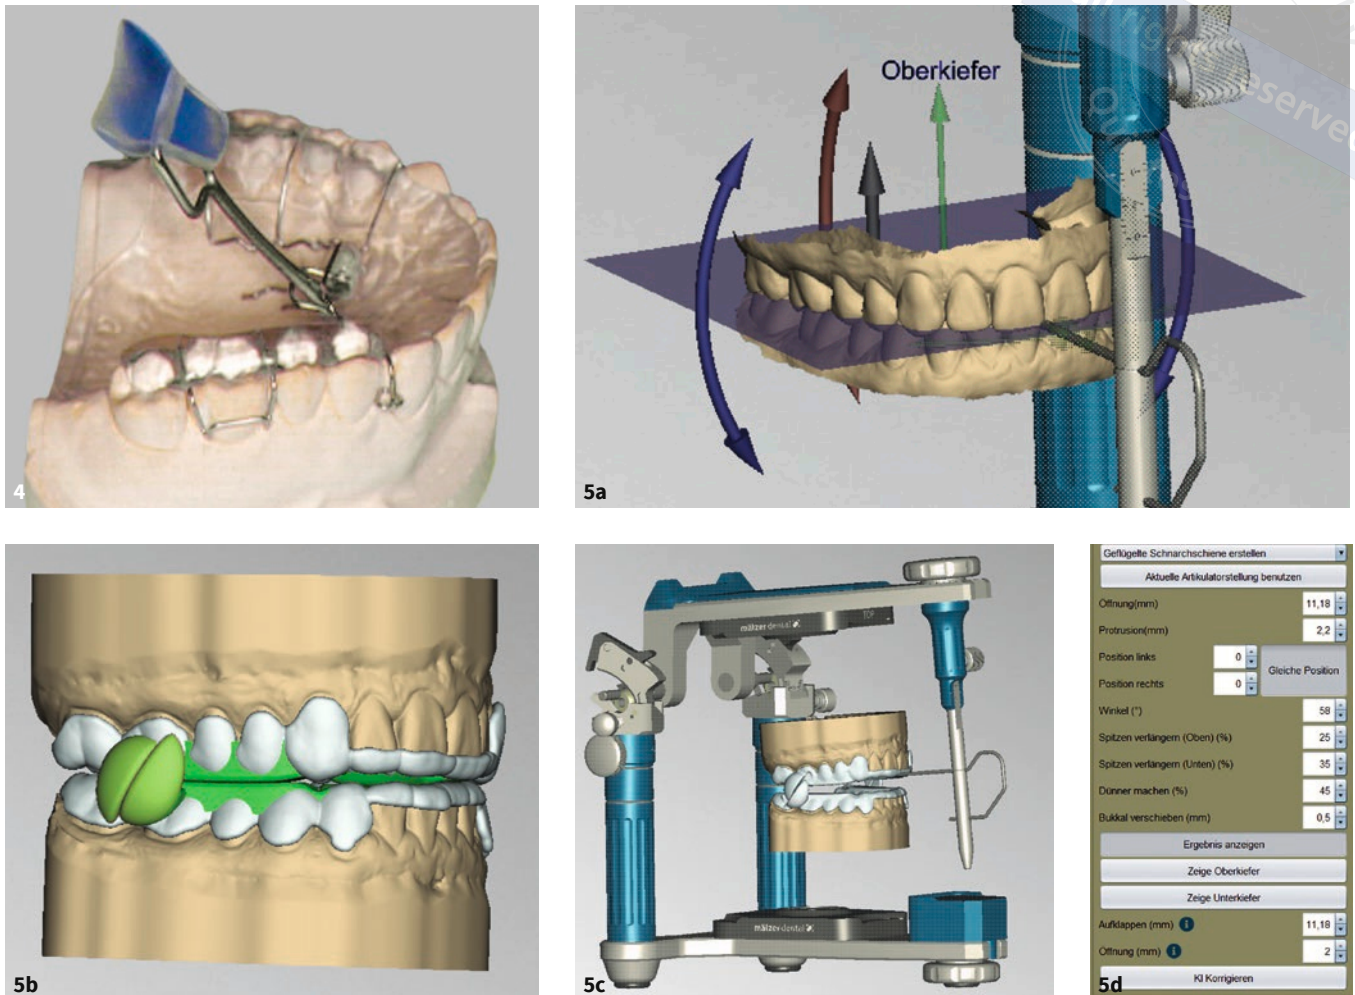 4
Oberkiefer
5a
5b
mälzer dental
TOP
mälzer dental
5c
Geflügelte Schnarchschiene erstellen
Aktuelle Artikulatorstellung benutzen
Öffnung(mm) 11,18
Protrusion(mm) 2,2
Position links 0
Gleiche Position
Position rechts 0
Winkel (°) 58
Spitzen verlängern (Oben) (%) 25
Spitzen verlängern (Unten) (%) 35
Dünner machen (%) 45
Bukkal verschieben (mm) 0,5
Ergebnis anzeigen
Zeige Oberkiefer
Zeige Unterkiefer
Aufklappen (mm) i 11,18
Öffnung (mm) i 2
KI Korrigieren
5d